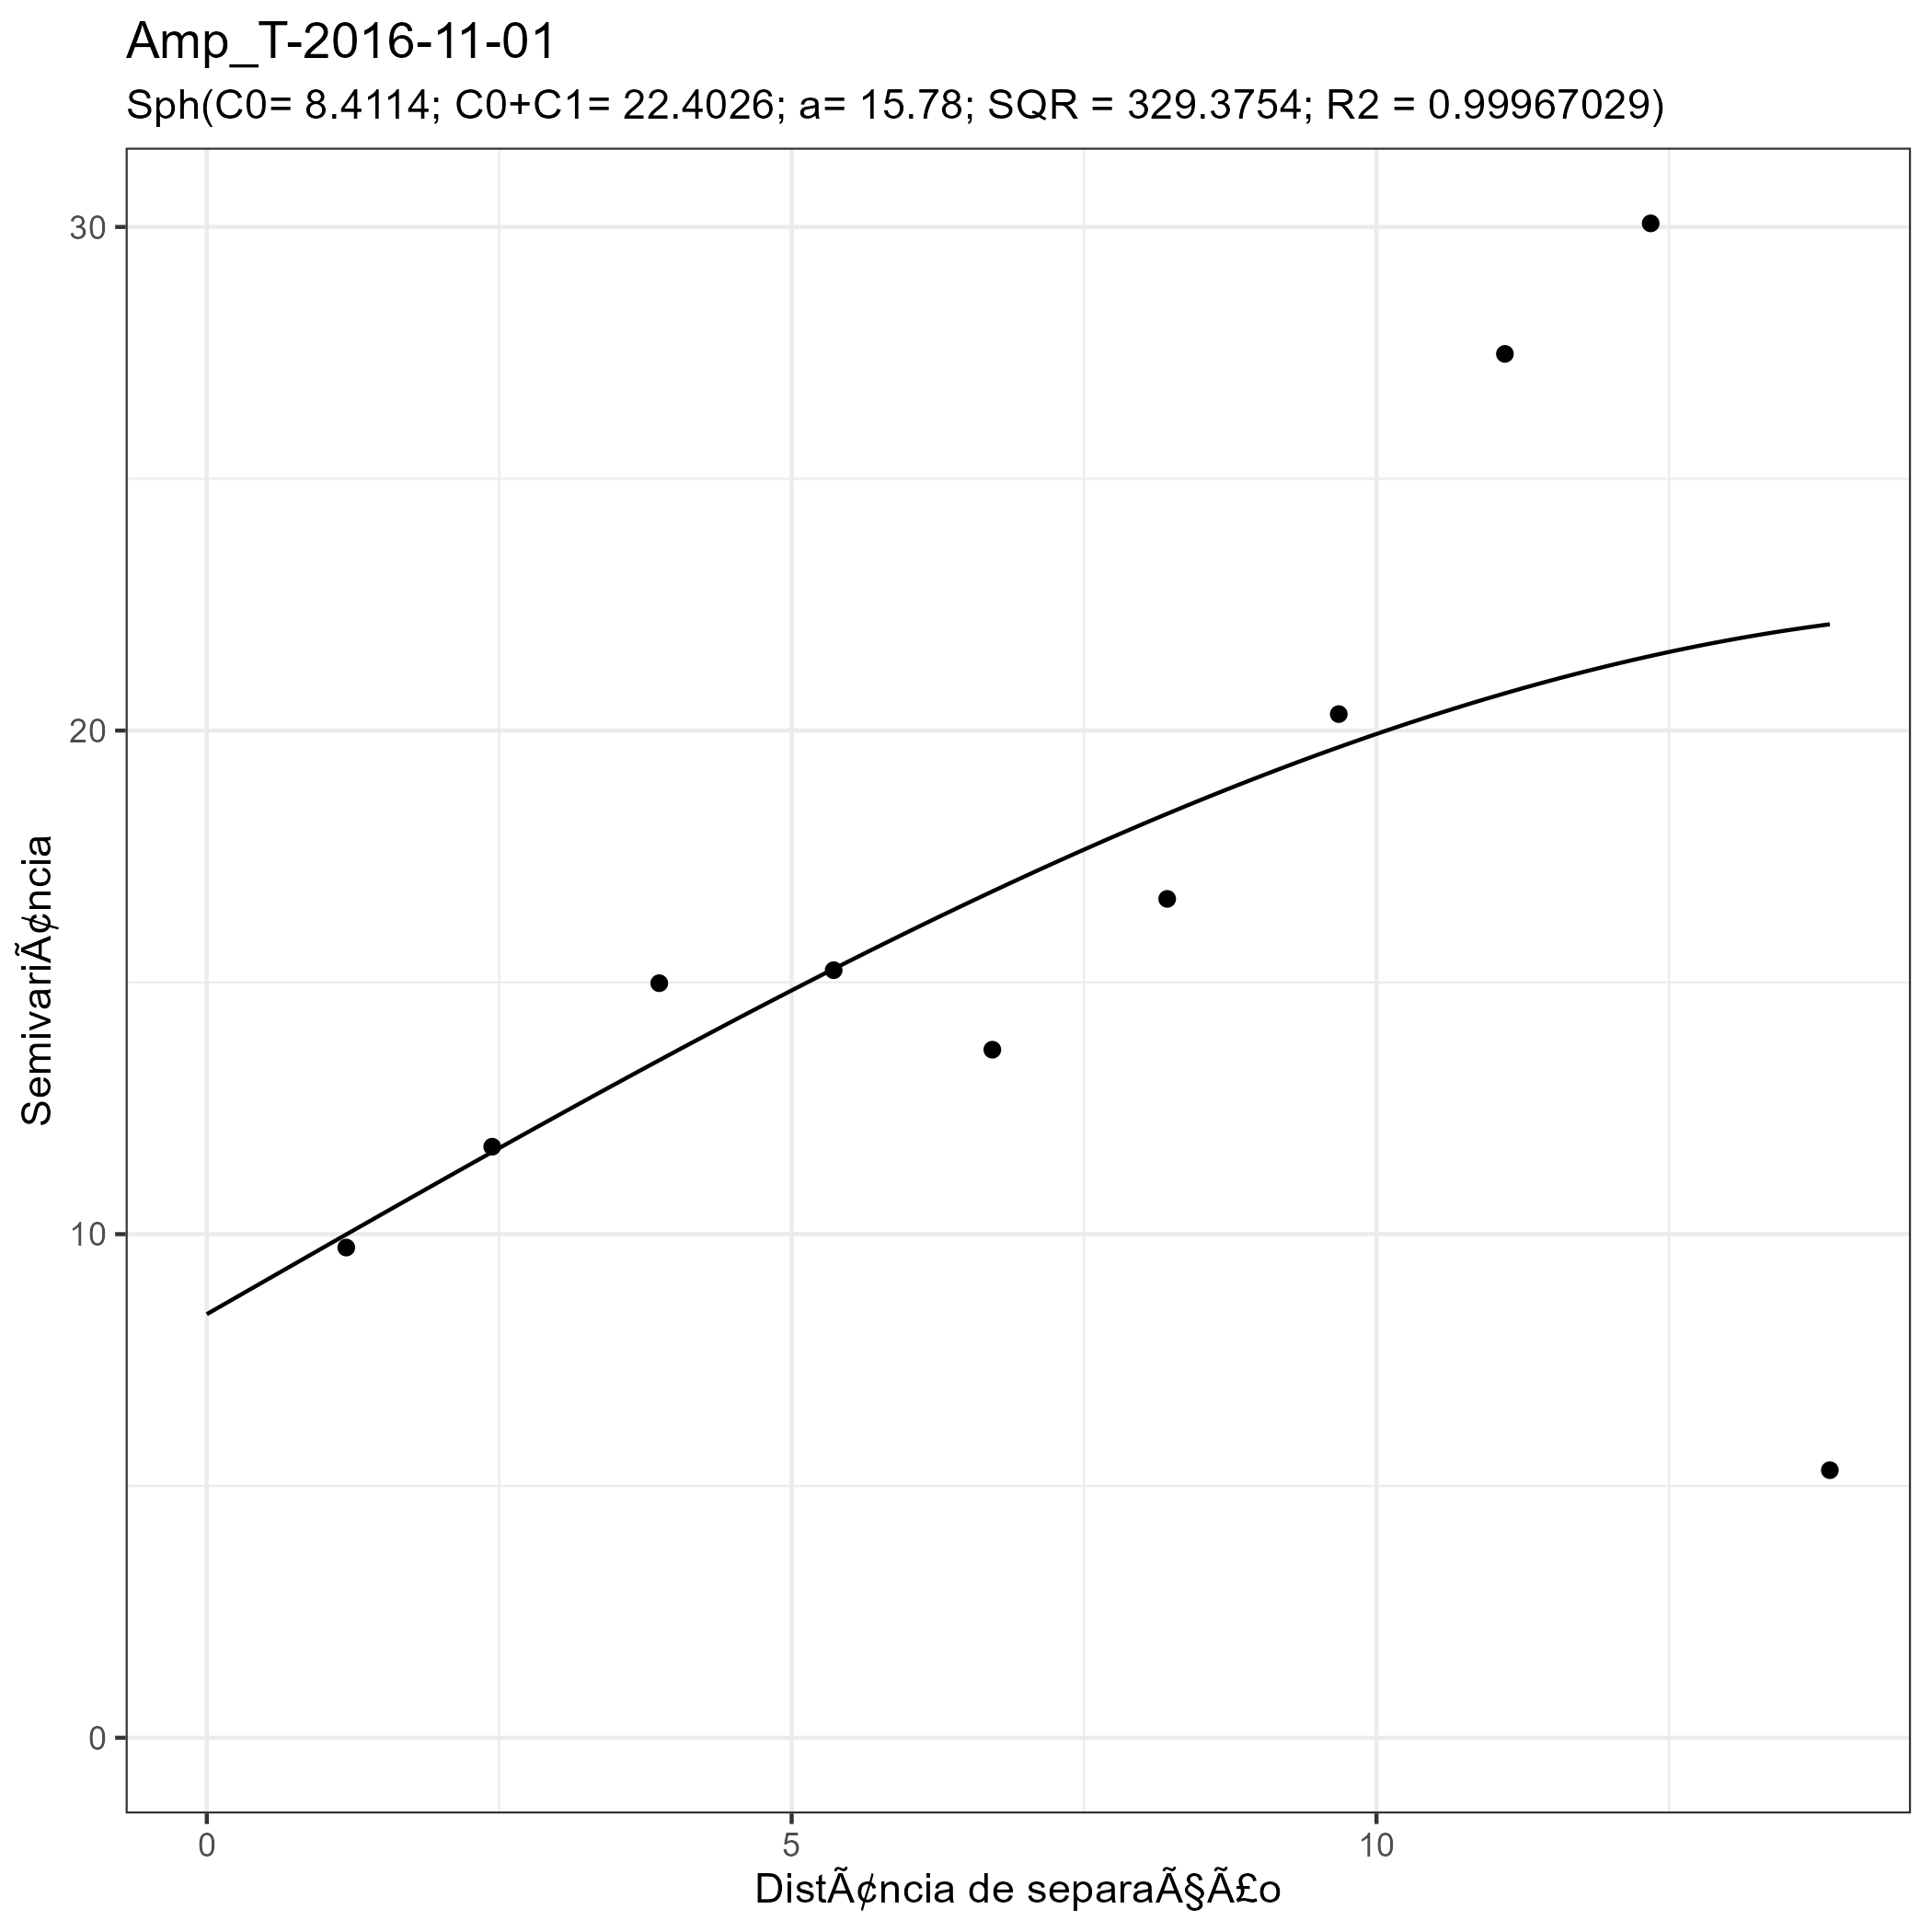 Amp_T-2016-11-01
Sph(C0= 8.4114; C0+C1= 22.4026; a= 15.78; SQR = 329.3754; R2 = 0.99967029)
30
20
10
0
SemivariÃ¢ncia
0 5 10
DistÃ¢ncia de separaÃ§Ã£o